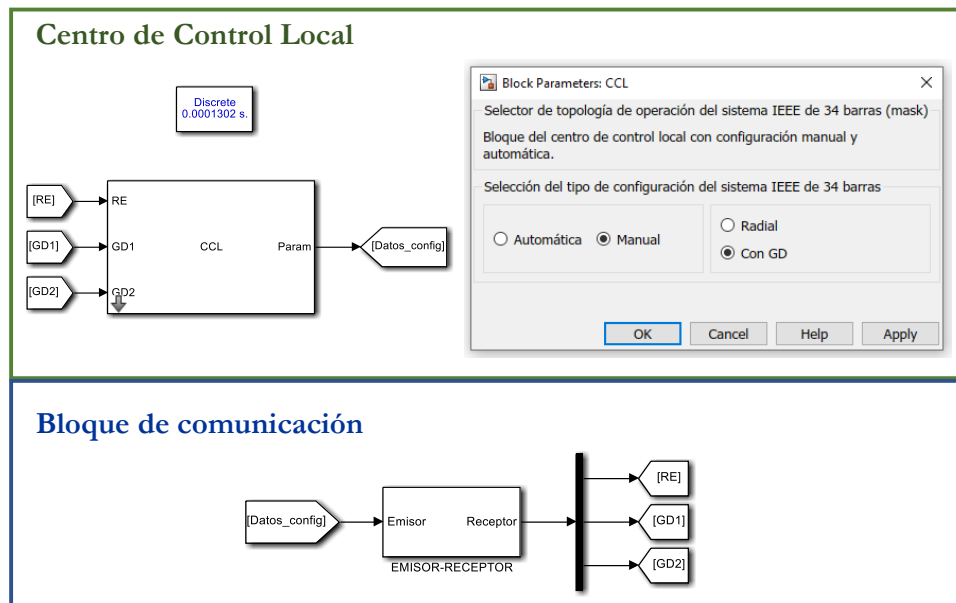 Centro de Control Local
Discrete
0.0001302 s.
[RE]
RE
[GD1]
GD1
CCL
Param
[Datos_config]
[GD2]
GD2
Block Parameters: CCL
Selector de topología de operación del sistema IEEE de 34 barras (mask)
Bloque del centro de control local con configuración manual y
automática.
Selección del tipo de configuración del sistema IEEE de 34 barras
Automática
Manual
Radial
Con GD
OK
Cancel
Help
Apply
Bloque de comunicación
[Datos_config]
Emisor
Receptor
EMISOR-RECEPTOR
[RE]
[GD1]
[GD2]